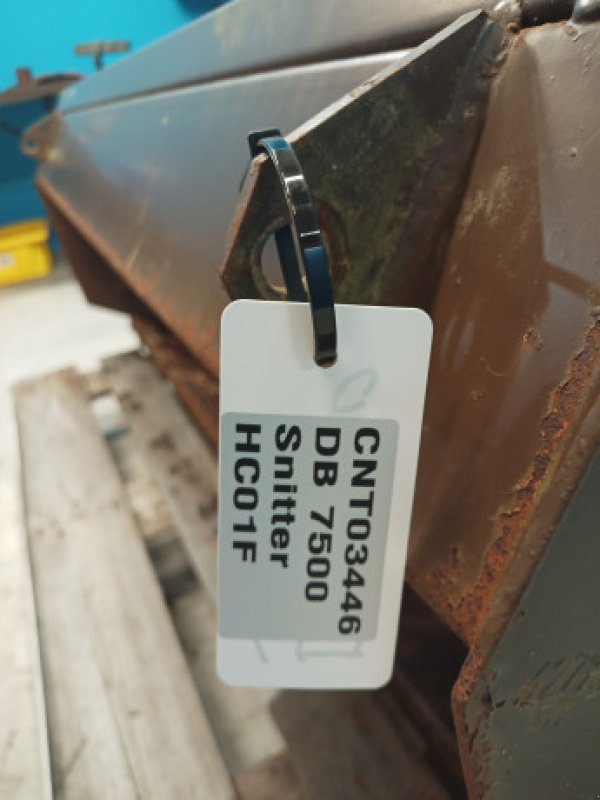 CNT03446
DB 7500
Snitter
HC01F